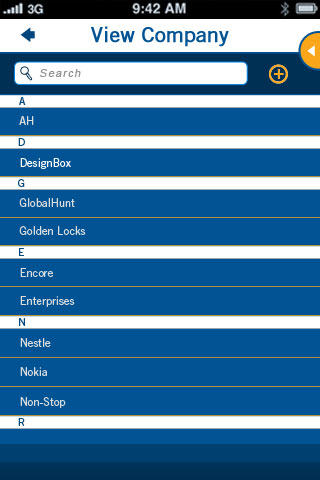 3G 9:42 AM
View Company
Search
A
AH
D
DesignBox
G
GlobalHunt
Golden Locks
E
Encore
Enterprises
N
Nestle
Nokia
Non-Stop
R